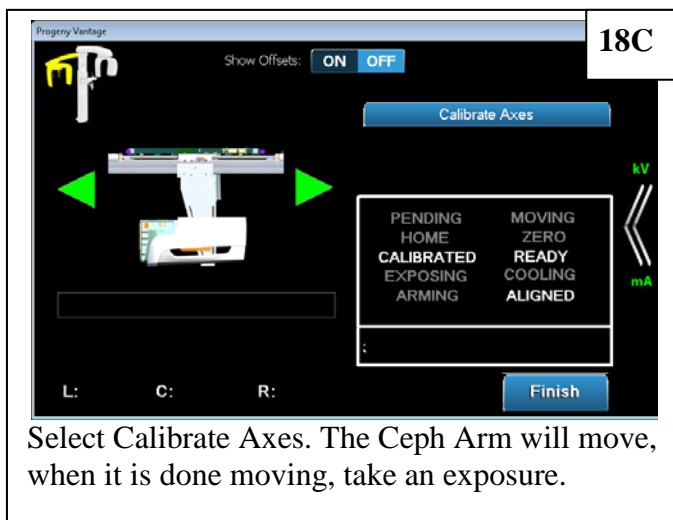 Progeny Vantage
18C
Show Offsets: ON OFF
Calibrate Axes
kV
PENDING MOVING
HOME ZERO
CALIBRATED READY
EXPOSING COOLING
mA
ARMING ALIGNED
;
L: C: R: Finish
Select Calibrate Axes. The Ceph Arm will move,
when it is done moving, take an exposure.